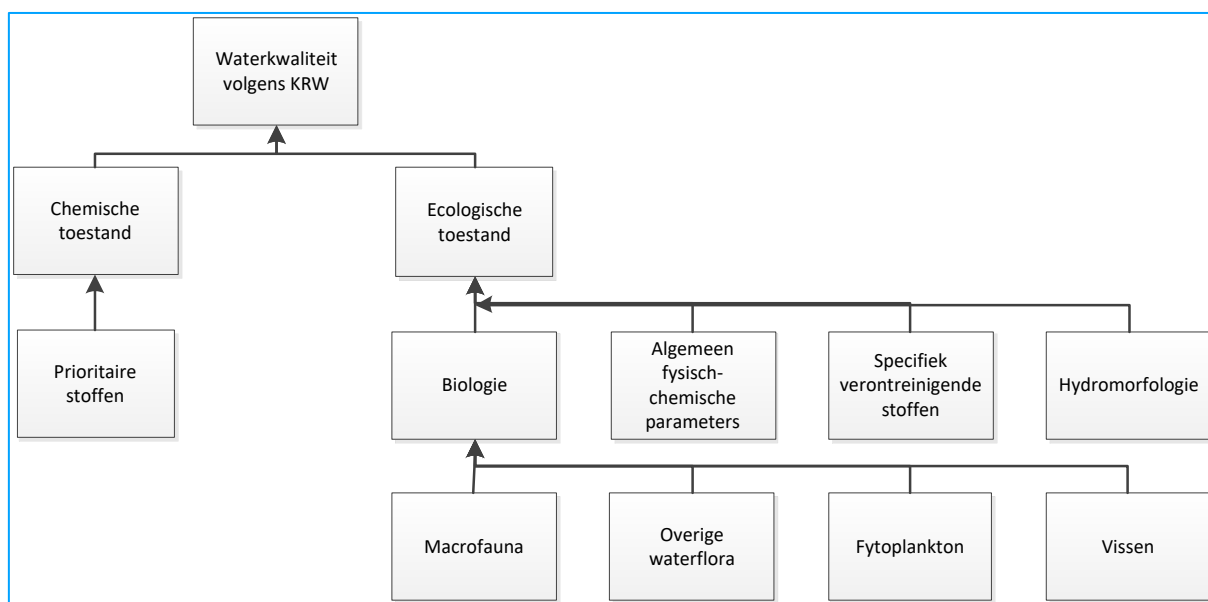 Waterkwaliteit
volgens KRW
Chemische
toestand
Ecologische
toestand
Prioritaire
stoffen
Biologie
Algemeen
fysisch-
chemische
parameters
Specifiek
verontreinigende
stoffen
Hydromorfologie
Macrofauna
Overige
waterflora
Fytoplankton
Vissen